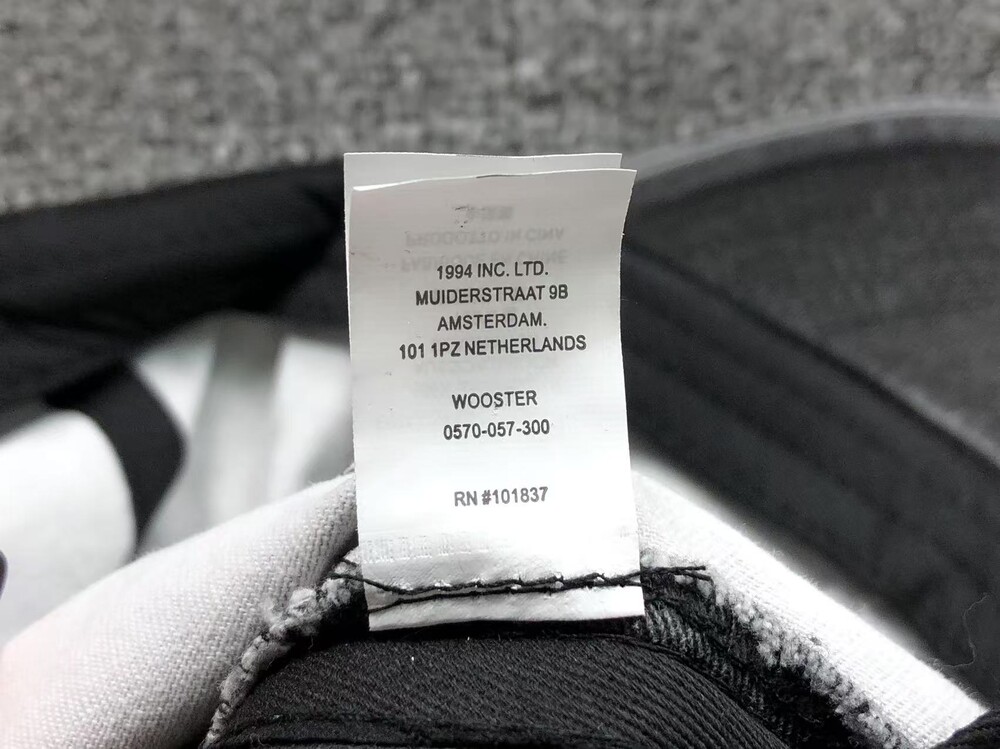 1994 INC. LTD.
MUIDERSTRAAT 9B
AMSTERDAM.
101 1PZ NETHERLANDS
WOOSTER
0570-057-300
RN #101837